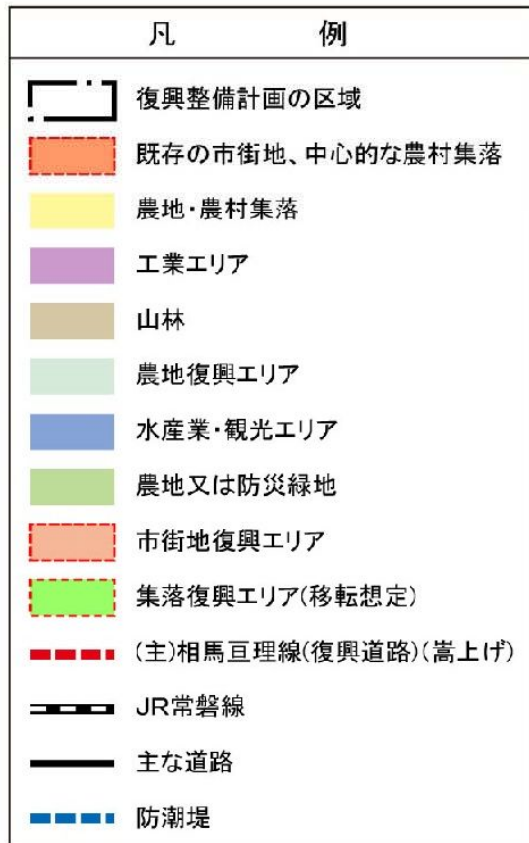 凡 例
復興整備計画の区域
既存の市街地、中心的な農村集落
農地・農村集落
工業エリア
山林
農地復興エリア
水産業・観光エリア
農地又は防災緑地
市街地復興エリア
集落復興エリア(移転想定)
(主)相馬亘理線(復興道路)(嵩上げ)
JR常磐線
主な道路
防潮堤